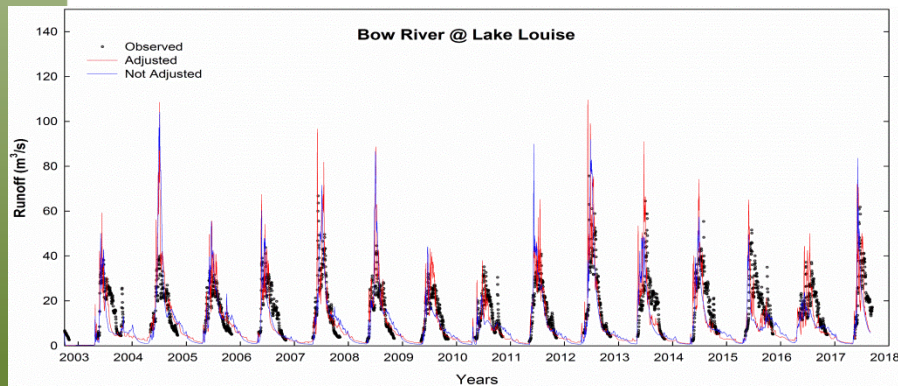 Bow River @ Lake Louise
Observed
Adjusted
Not Adjusted
Runoff (m³/s)
140
120
100
80
60
40
20
0
2003 2004 2005 2006 2007 2008 2009 2010 2011 2012 2013 2014 2015 2016 2017 2018
Years